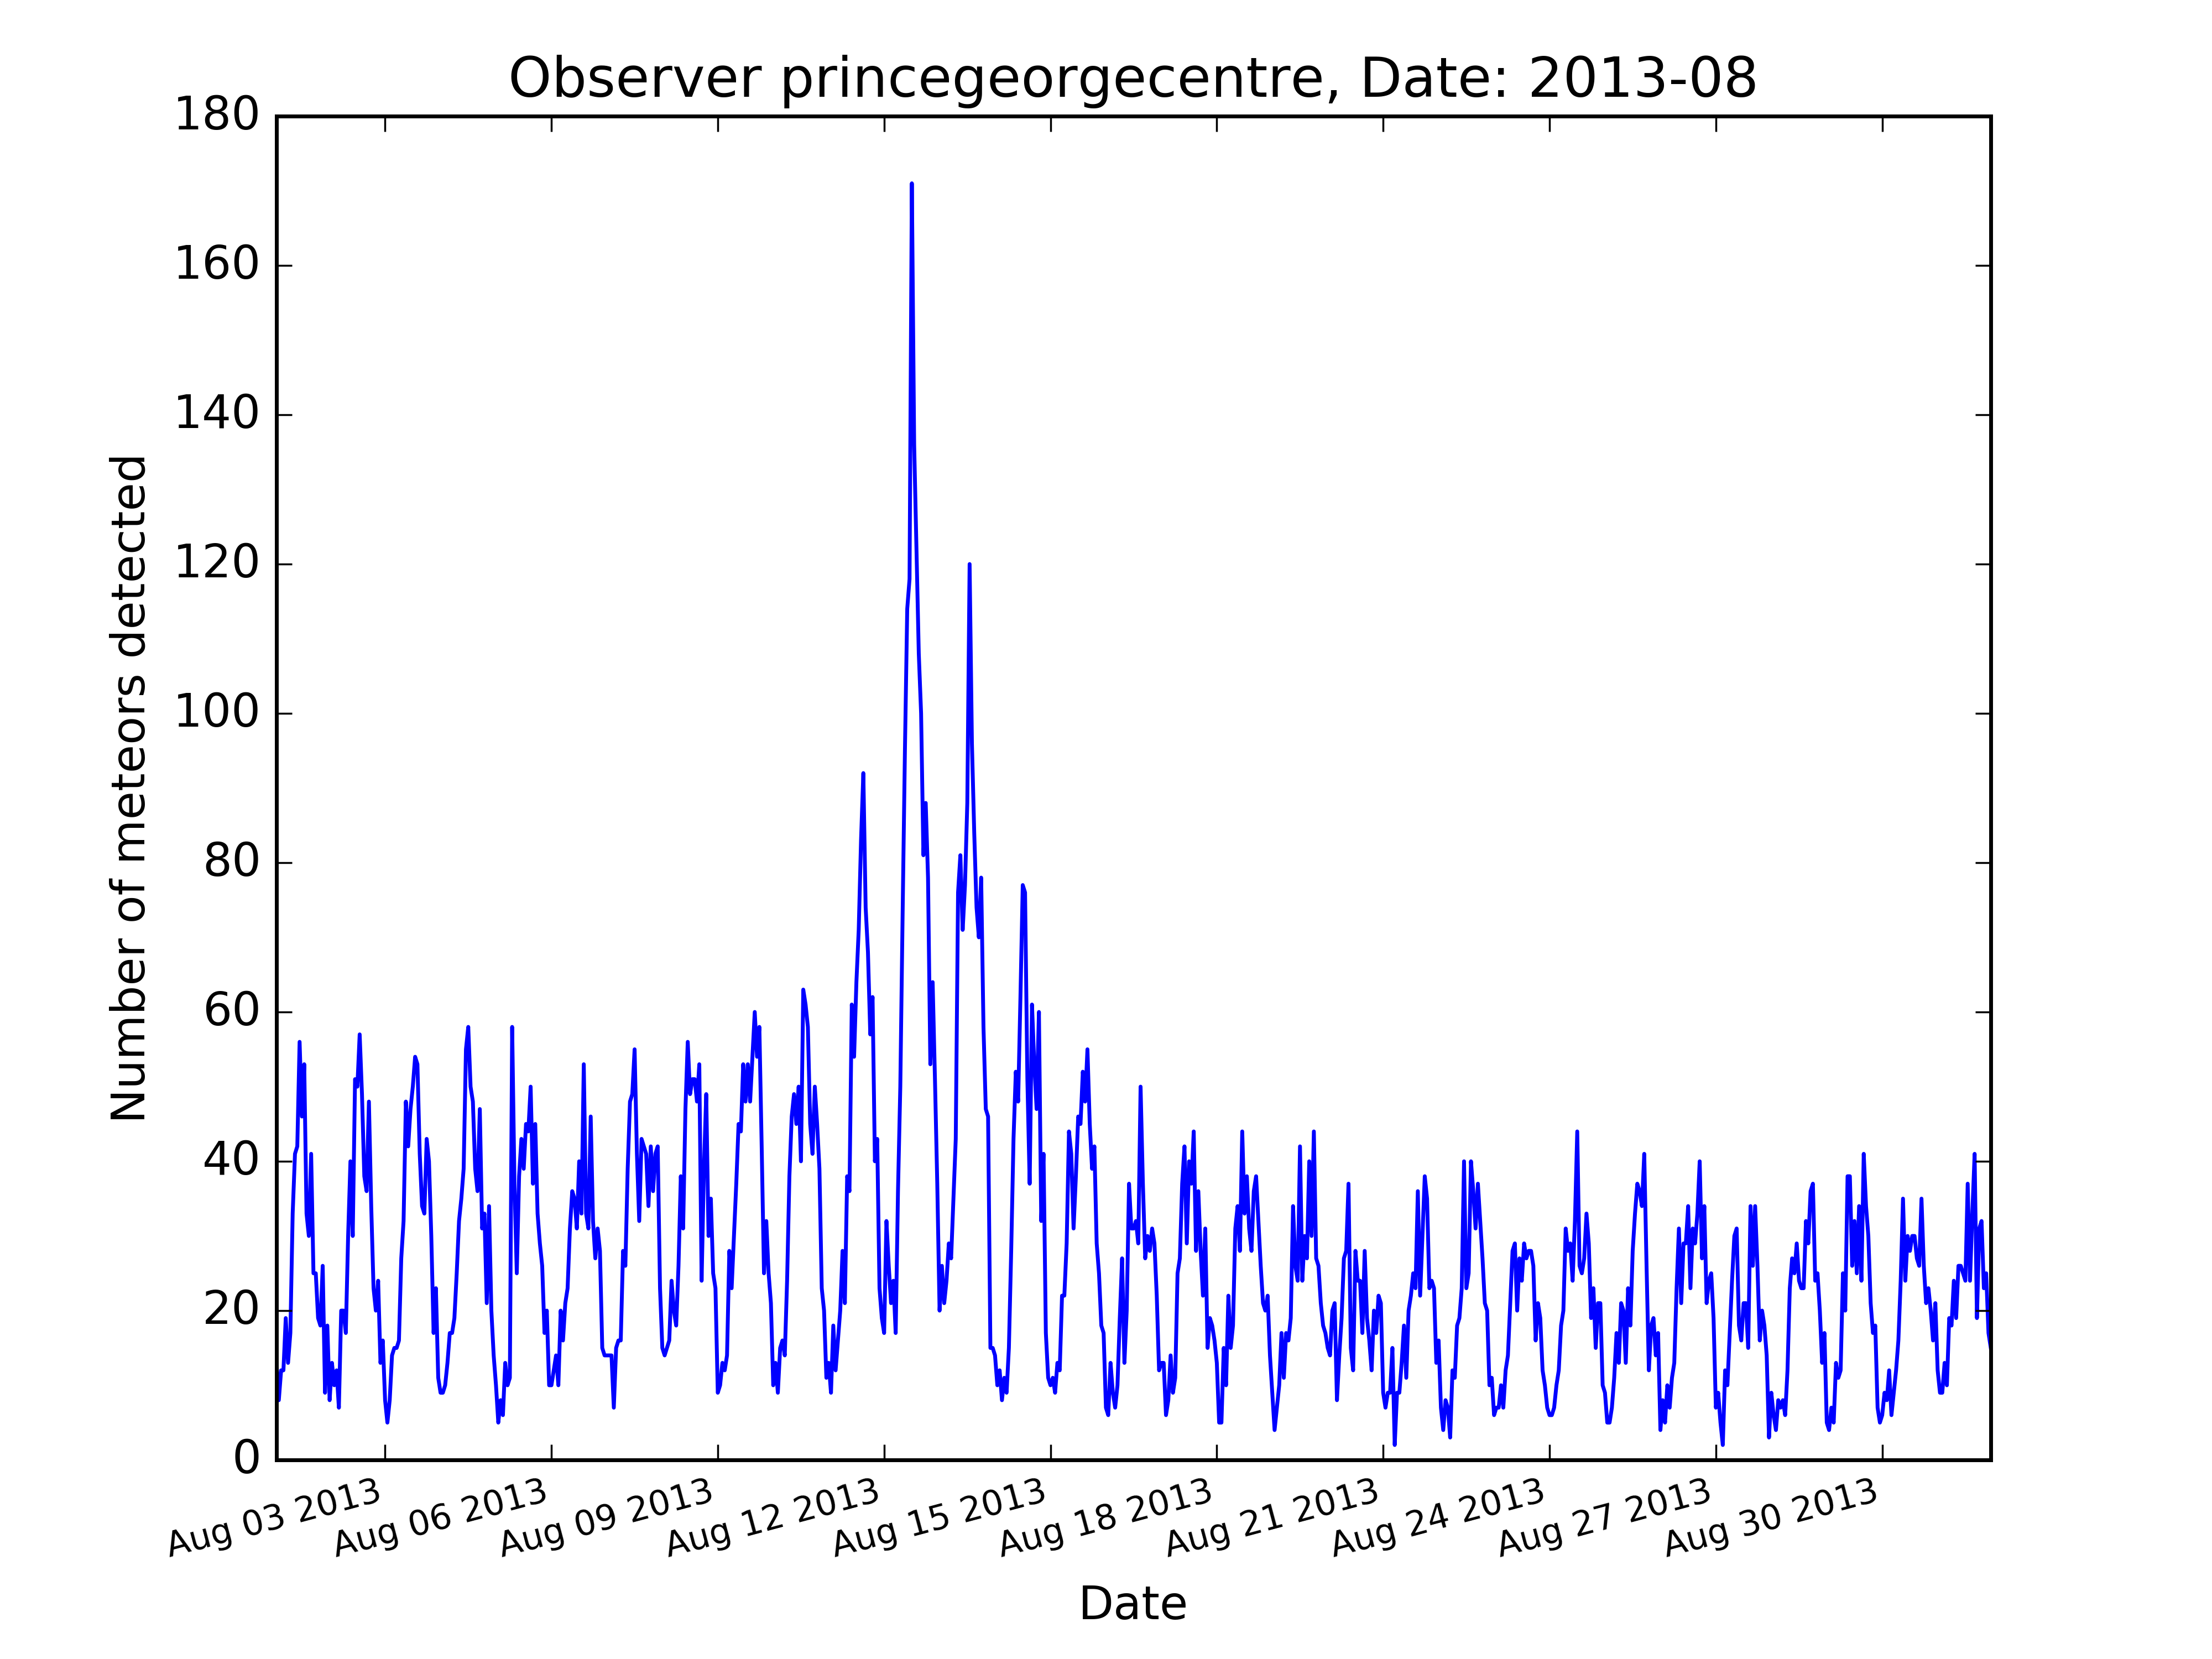 Observer princegeorgecentre, Date: 2013-08
Number of meteors detected
180
160
140
120
100
80
60
40
20
0
Aug 03 2013
Aug 06 2013
Aug 09 2013
Aug 12 2013
Aug 15 2013
Aug 18 2013
Aug 21 2013
Aug 24 2013
Aug 27 2013
Aug 30 2013
Date